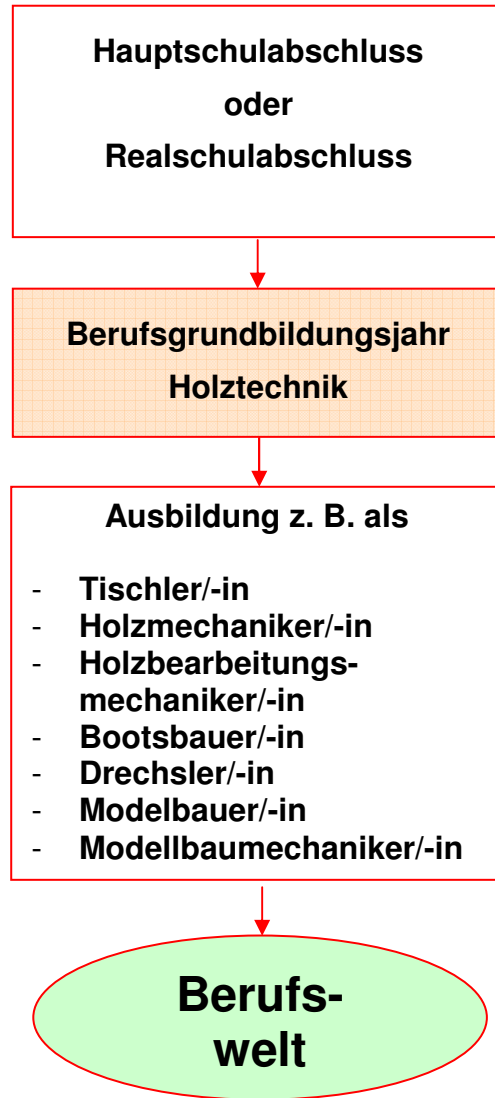 Hauptschulabschluss
oder
Realschulabschluss
Berufsgrundbildungsjahr
Holztechnik
Ausbildung z. B. als
- Tischler/-in
- Holzmechaniker/-in
- Holzbearbeitungs-
mechaniker/-in
- Bootsbauer/-in
- Drechsler/-in
- Modelbauer/-in
- Modellbaumechaniker/-in
Berufs-
welt